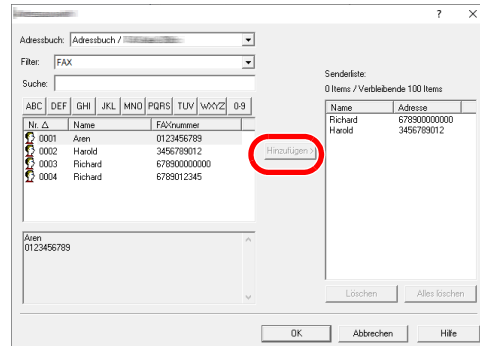 ? ×
Adressbuch: Adressbuch /
Filter: FAX
Suche:
ABC DEF GHI JKL MNO PQRS TUV WXYZ 0-9
Nr. △ Name FAXnummer
0001 Aren 0123456789
0002 Harold 3456789012
0003 Richard 678900000000
0004 Richard 6789012345
Aren
0123456789
Hinzufügen >
Senderliste:
0 Items / Verbleibende 100 Items
Name Adresse
Richard 678900000000
Harold 3456789012
Löschen Alles löschen
OK Abbrechen Hilfe